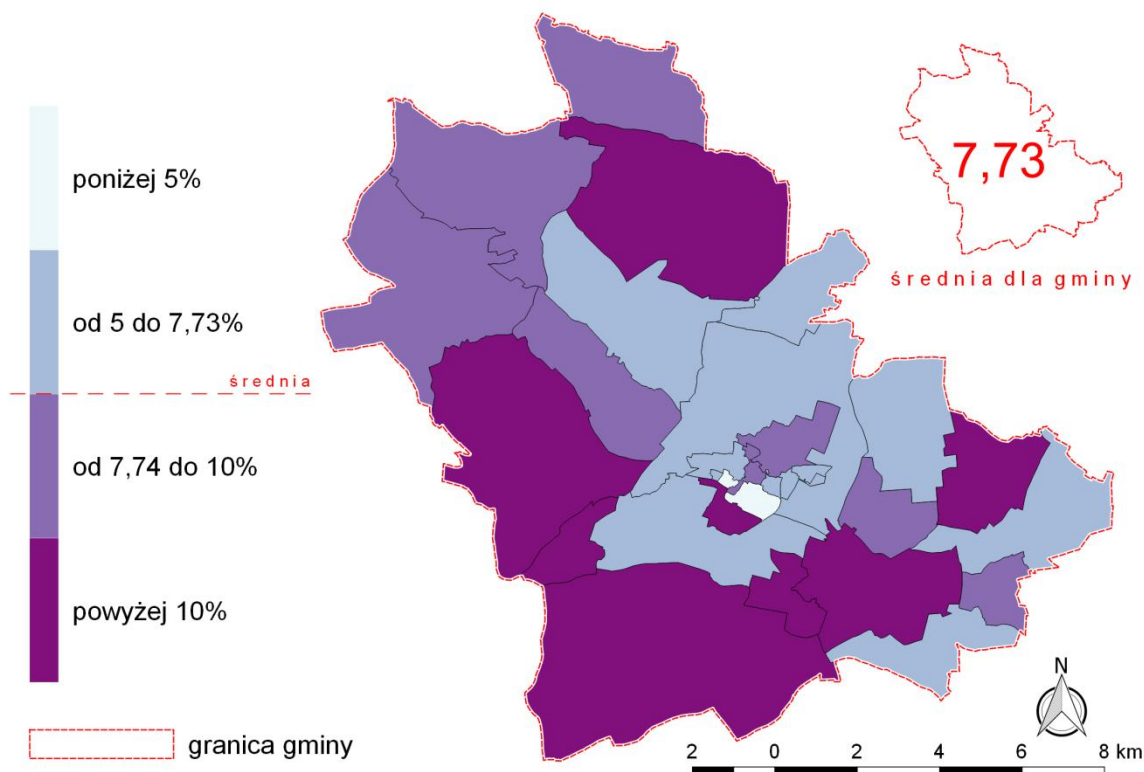 poniżej 5%
od 5 do 7,73%
średnia
od 7,74 do 10%
powyżej 10%
granica gminy
7,73
średnia dla gminy
N
2 0 2 4 6 8 km